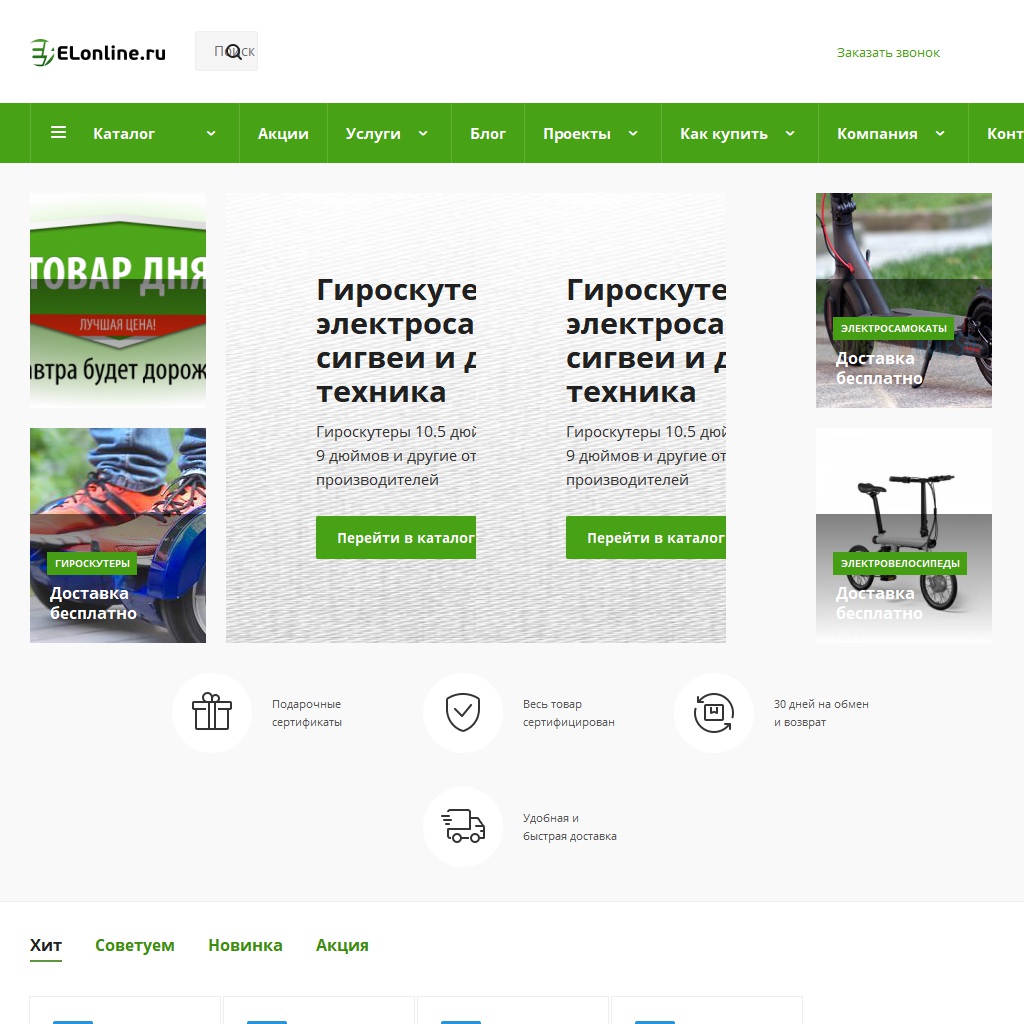 ELonline.ru
Поиск
Заказать звонок
Каталог
Акции
Услуги
Блог
Проекты
Как купить
Компания
Конт
ТОВАР ДНЯ
ЛУЧШАЯ ЦЕНА!
автра будет дорож
Гироскуте
электроса
сигвеи и д
техника
Гироскутеры 10.5 дюй
9 дюймов и другие от
производителей
Перейти в каталог
Гироскуте
электроса
сигвеи и д
техника
Гироскутеры 10.5 дюй
9 дюймов и другие от
производителей
Перейти в каталог
ЭЛЕКТРОСАМОКАТЫ
Доставка
бесплатно
ГИРОСКУТЕРЫ
Доставка
бесплатно
ЭЛЕКТРОВЕЛОСИПЕДЫ
Доставка
бесплатно
Подарочные
сертификаты
Весь товар
сертифицирован
30 дней на обмен
и возврат
Удобная и
быстрая доставка
Хит
Советуем
Новинка
Акция